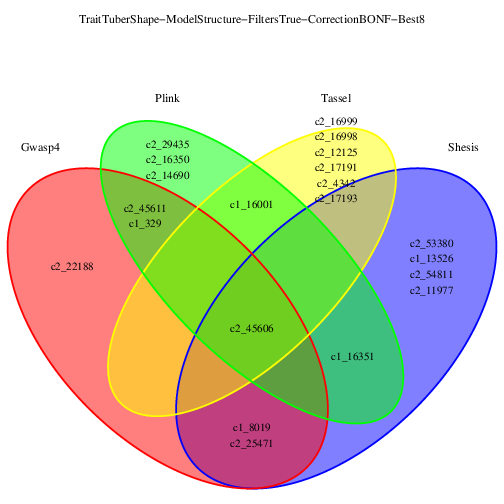 TraitTuberShape−ModelStructure−FiltersTrue−CorrectionBONF−Best8
Plink
Tassel
Gwasp4
Shesis
c2_16999
c2_16998
c2_12125
c2_17191
c2_4342
c2_17193
c2_29435
c2_16350
c2_14690
c2_45611
c1_329
c1_16001
c2_53380
c1_13526
c2_54811
c2_11977
c2_22188
c2_45606
c1_16351
c1_8019
c2_25471